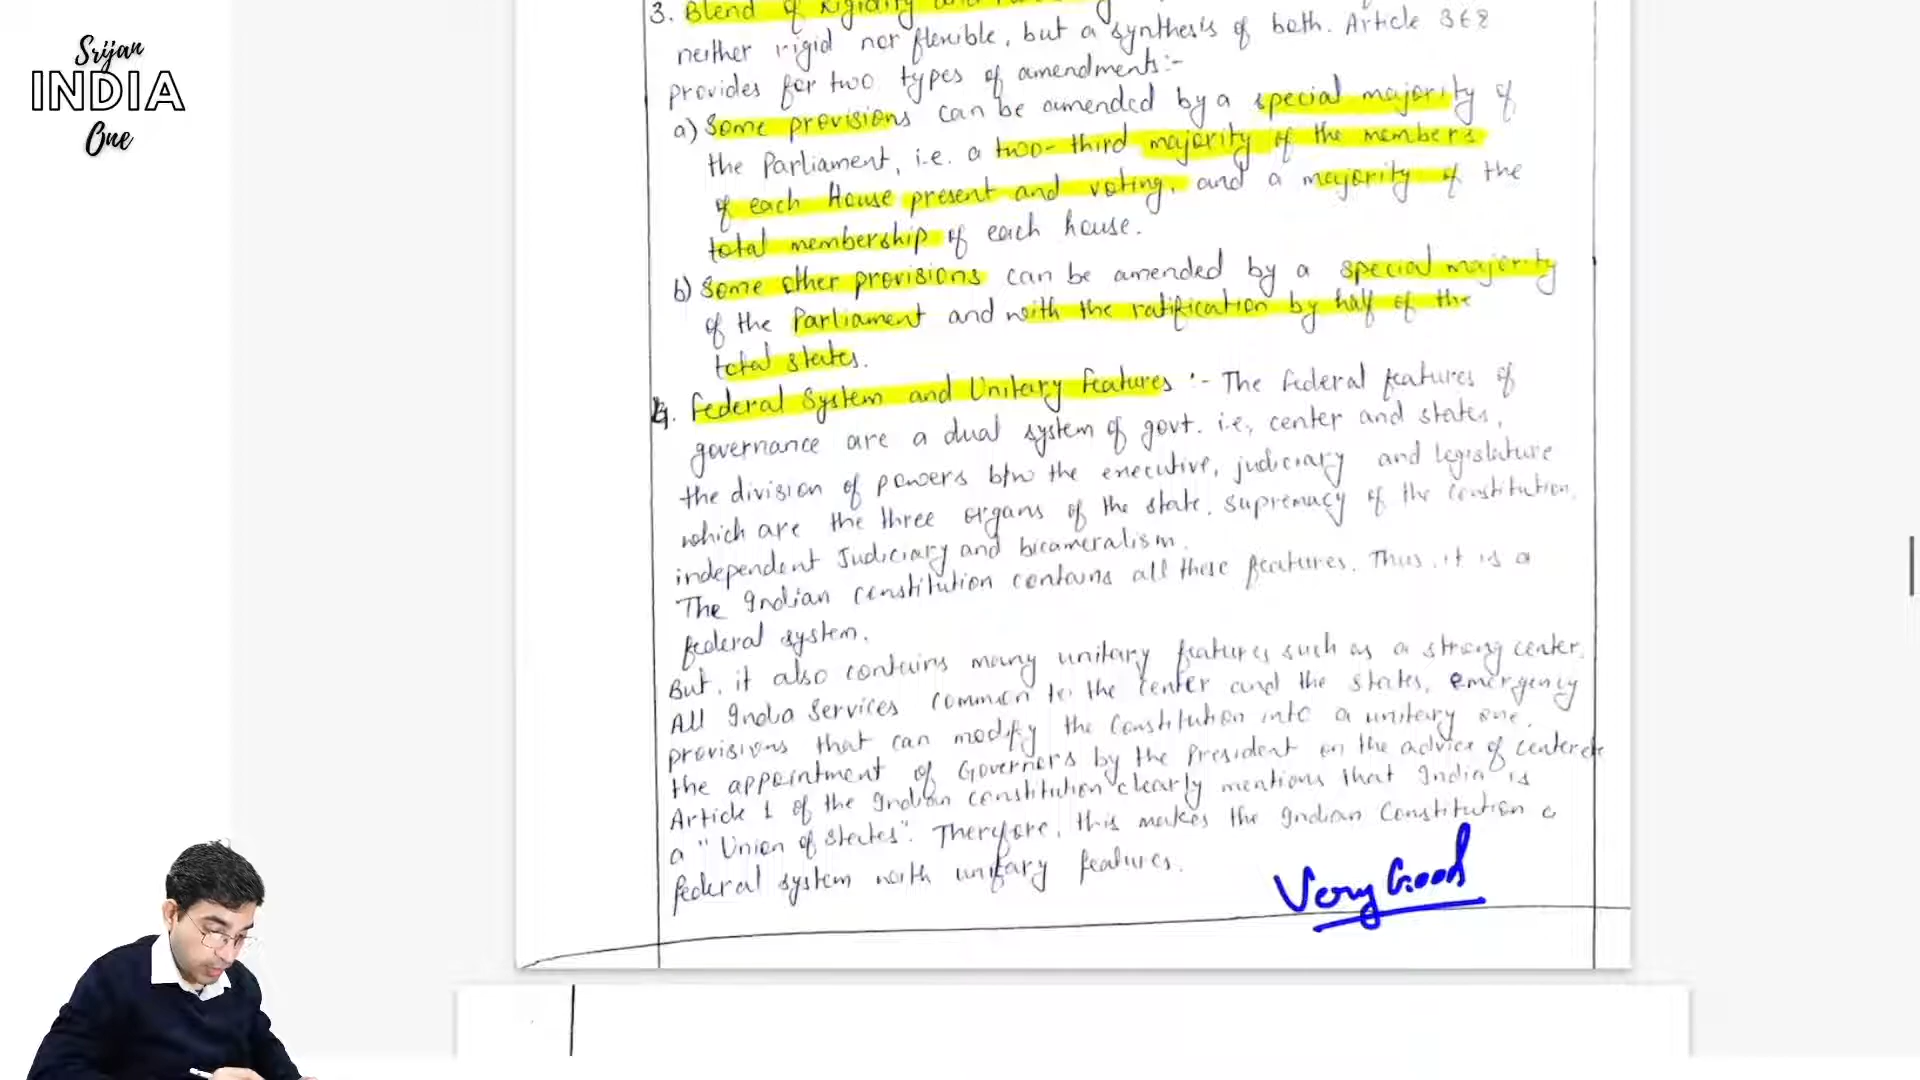 Srijan
INDIA
One
3. Blend of Rigidity and
neither rigid nor flexible, but a synthesis of both. Article 368
provides for two types of amendments:-
a) Some provisions can be amended by a special majority of
the Parliament, i.e. a two-third majority of the members
of each House present and voting, and a majority of the
total membership of each house.
b) Some other provisions can be amended by a special majority
of the Parliament and with the ratification by half of the
total states.
4. Federal System and Unitary Features :- The federal features of
governance are a dual system of govt. i.e, center and states,
the division of powers b/w the executive, judiciary and legislature
which are the three organs of the state, supremacy of the constitution,
independent Judiciary and bicameralism.
The Indian constitution contains all these features. Thus, it is a
federal system.
But, it also contains many unitary features such as a strong center,
All India Services common to the center and the states, emergency
provisions that can modify the Constitution into a unitary one,
the appointment of Governors by the President on the advice of
Article 1 of the Indian constitution clearly mentions that India is
a "Union of States". Therefore, this makes the Indian Constitution a
federal system with unitary features.
Very Good